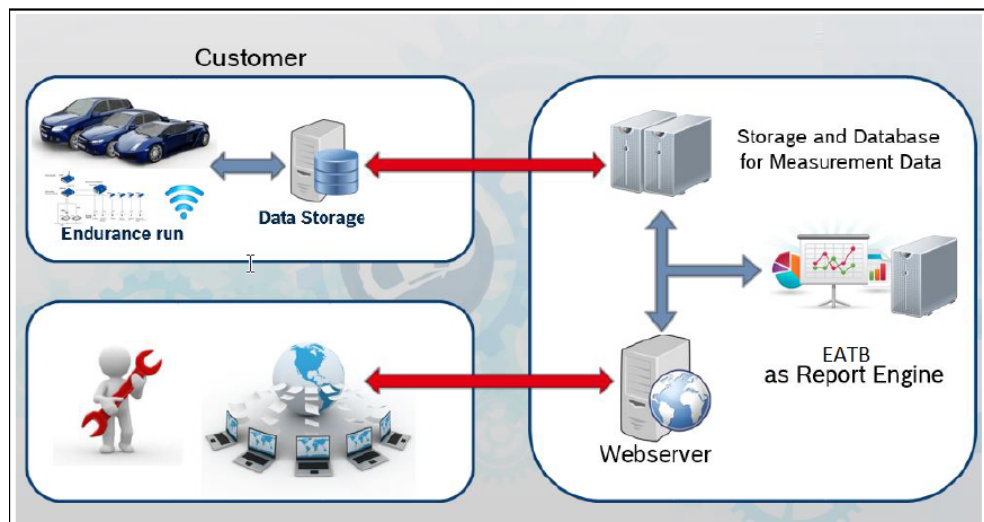 Customer
Endurance run
Data Storage
Storage and Database
for Measurement Data
EATB
as Report Engine
Webserver